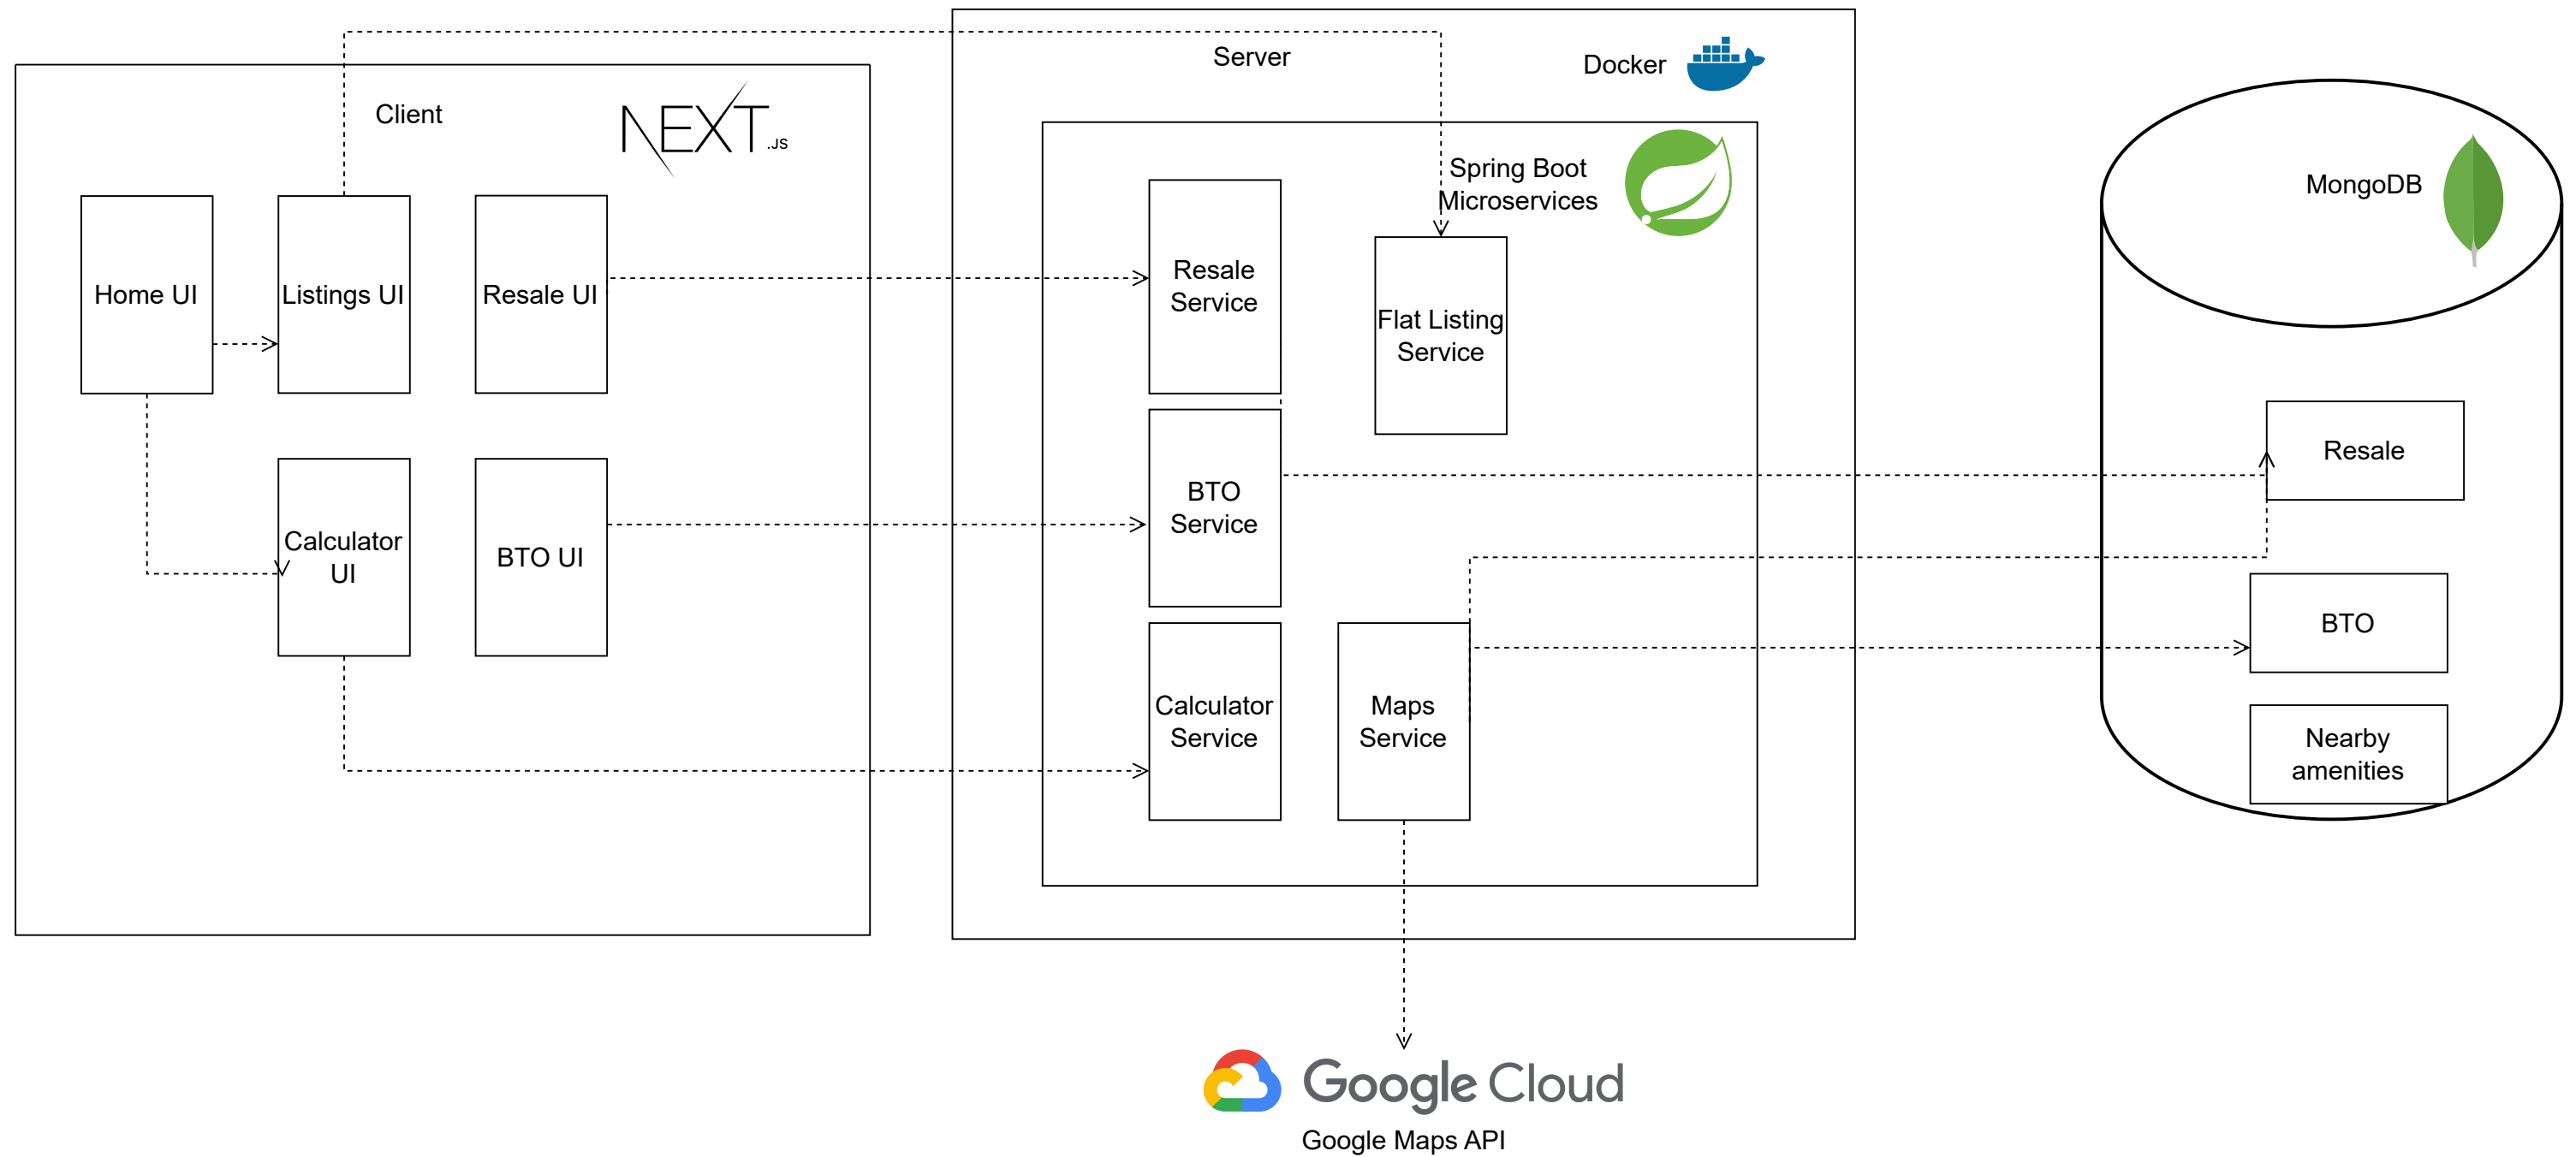 Server
Docker
Client
NEXT
.JS
Spring Boot
Microservices
MongoDB
Home UI
Listings UI
Resale UI
Resale
Service
Flat Listing
Service
Resale
Calculator
UI
BTO UI
BTO
Service
BTO
Calculator
Service
Maps
Service
Nearby
amenities
Google Cloud
Google Maps API